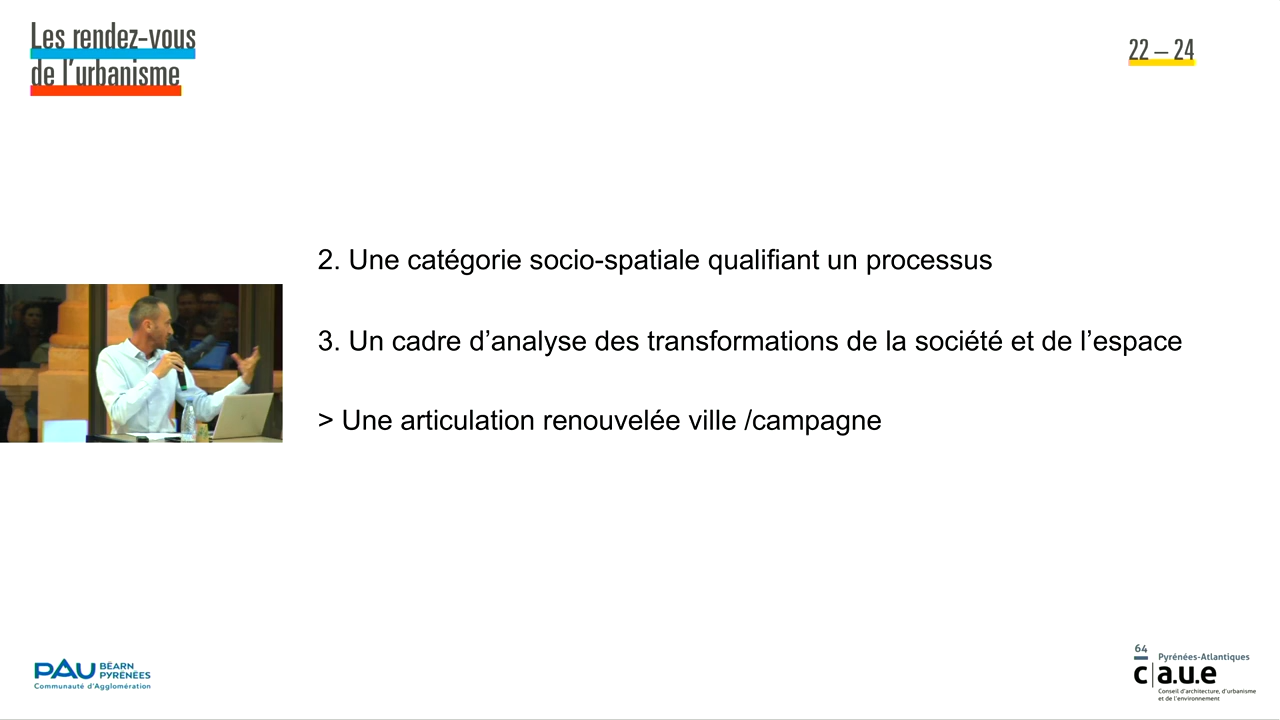 Les rendez-vous
de l'urbanisme
22 – 24
2. Une catégorie socio-spatiale qualifiant un processus
3. Un cadre d’analyse des transformations de la société et de l’espace
> Une articulation renouvelée ville /campagne
PAU BÉARN
PYRÉNÉES
Communauté d'Agglomération
64
Pyrénées-Atlantiques
c|a.u.e
Conseil d'architecture, d'urbanisme
et de l'environnement